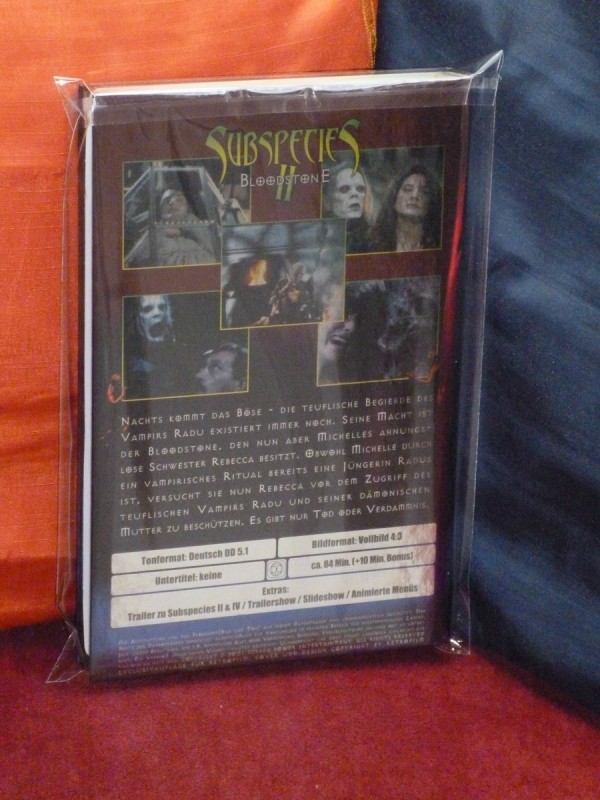 SUBSPECIES
II
BLOODSTONE
NACHTS KOMMT DAS BÖSE - DIE TEUFLISCHE BEGIERDE DES
VAMPIRS RADU EXISTIERT IMMER NOCH. SEINE MACHT IST
DER BLOODSTONE, DEN NUN ABER MICHELLES AHNUNGS-
LOSE SCHWESTER REBECCA BESITZT. OBWOHL MICHELLE DURCH
EIN VAMPIRISCHES RITUAL BEREITS EINE JÜNGERIN RADUS
IST, VERSUCHT SIE NUN REBECCA VOR DEM ZUGRIFF DES
TEUFLISCHEN VAMPIRS RADU UND SEINER DÄMONISCHEN
MUTTER ZU BESCHÜTZEN. ES GIBT NUR TOD ODER VERDAMMNIS.
Tonformat: Deutsch DD 5.1
Bildformat: Vollbild 4:3
Untertitel: keine
ca. 84 Min. (+10 Min. Bonus)
Extras:
Trailer zu Subspecies II & IV / Trailershow / Slideshow / Animierte Menüs